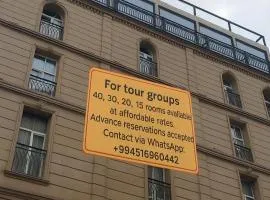 For tour groups
40, 30, 20, 15 rooms available
at affordable rates.
Advance reservations accepted
Contact via WhatsApp:
+994516960442